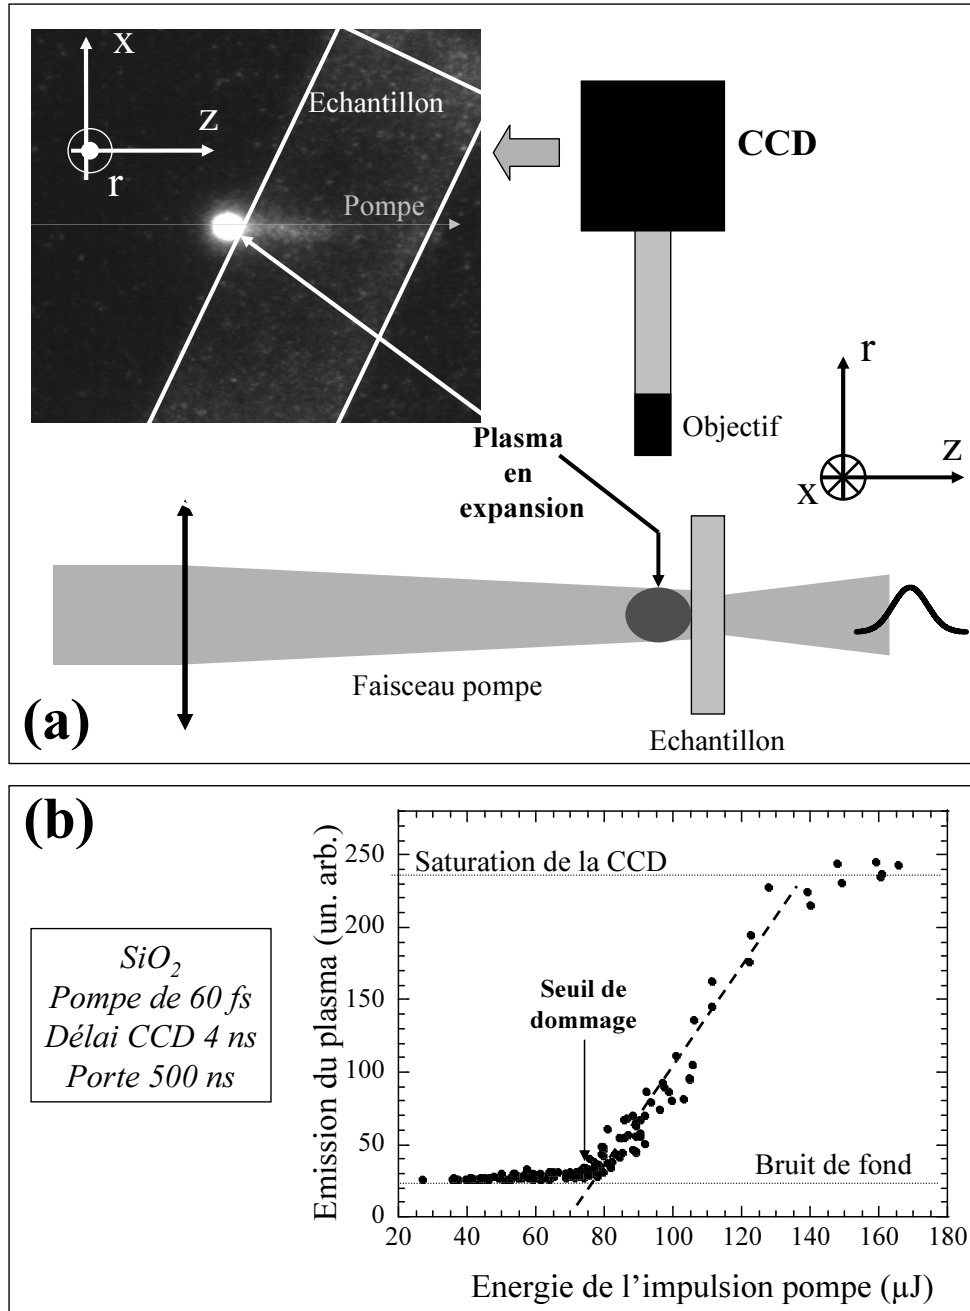 x
Echantillon
z
r
Pompe
CCD
r
Objectif
z
x
Plasma
en
expansion
Faisceau pompe
Echantillon
(a)
(b)
SiO2
Pompe de 60 fs
Délai CCD 4 ns
Porte 500 ns
Emission du plasma (un. arb.)
250
200
150
100
50
0
Saturation de la CCD
Seuil de
dommage
Bruit de fond
20 40 60 80 100 120 140 160 180
Energie de l’impulsion pompe (µJ)